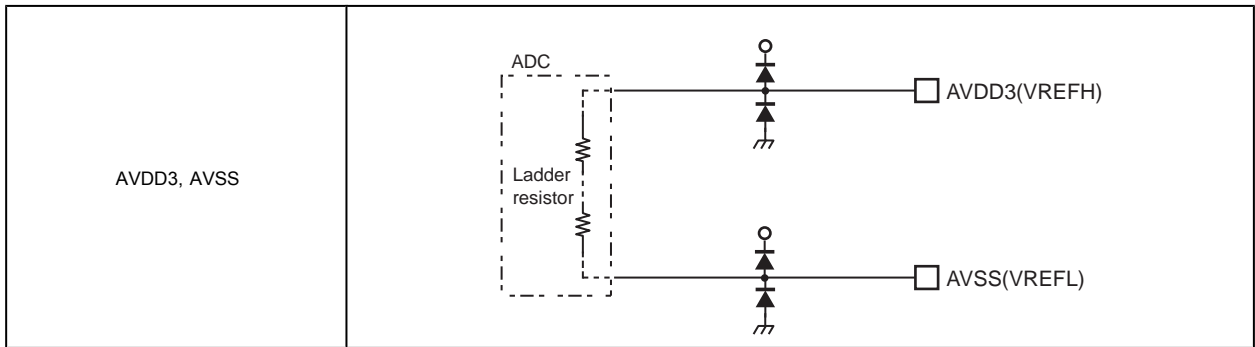 AVDD3, AVSS
ADC
Ladder
resistor
AVDD3(VREFH)
AVSS(VREFL)